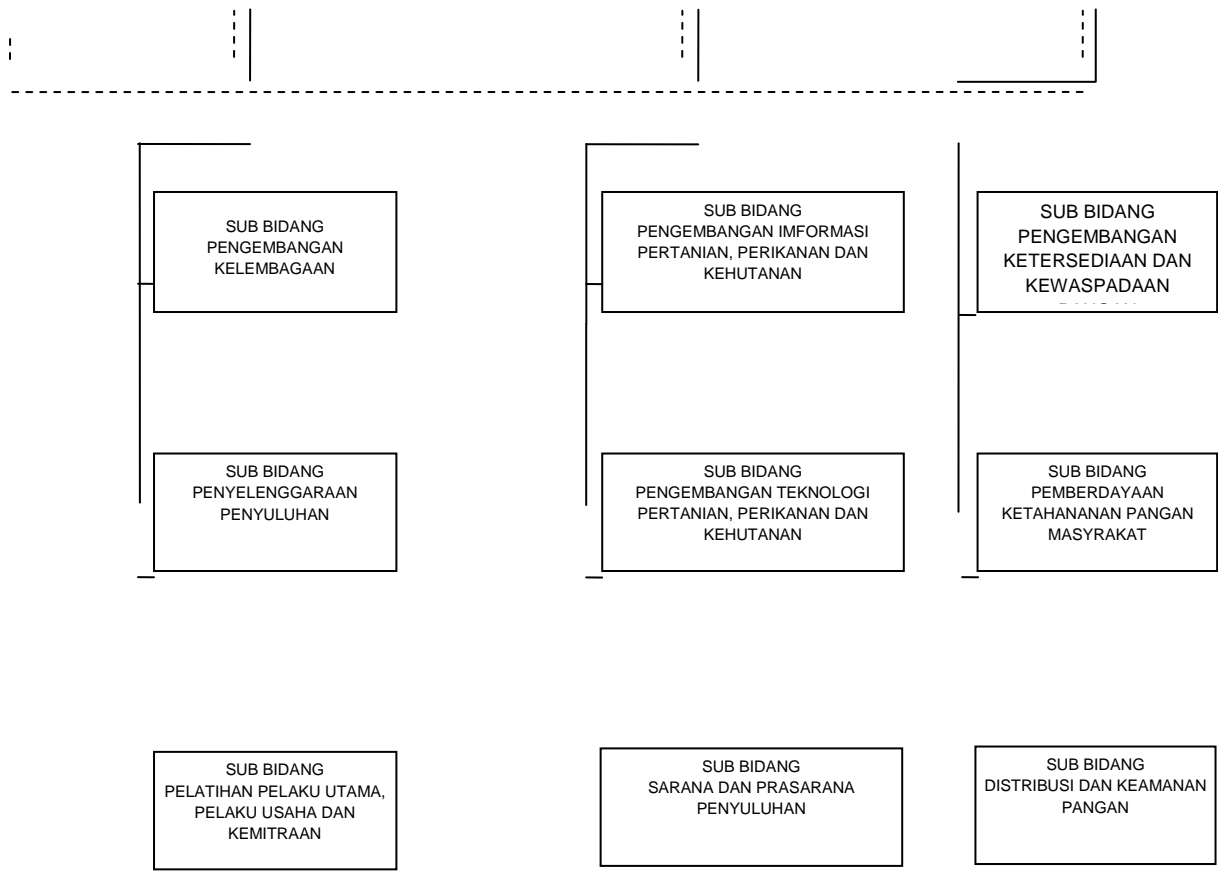 SUB BIDANG
PENGEMBANGAN
KELEMBAGAAN
SUB BIDANG
PENGEMBANGAN IMFORMASI
PERTANIAN, PERIKANAN DAN
KEHUTANAN
SUB BIDANG
PENGEMBANGAN
KETERSEDIAAN DAN
KEWASPADAAN
SUB BIDANG
PENYELENGGARAAN
PENYULUHAN
SUB BIDANG
PENGEMBANGAN TEKNOLOGI
PERTANIAN, PERIKANAN DAN
KEHUTANAN
SUB BIDANG
PEMBERDAYAAN
KETAHANAN PANGAN
MASYRAKAT
SUB BIDANG
PELATIHAN PELAKU UTAMA,
PELAKU USAHA DAN
KEMITRAAN
SUB BIDANG
SARANA DAN PRASARANA
PENYULUHAN
SUB BIDANG
DISTRIBUSI DAN KEAMANAN
PANGAN